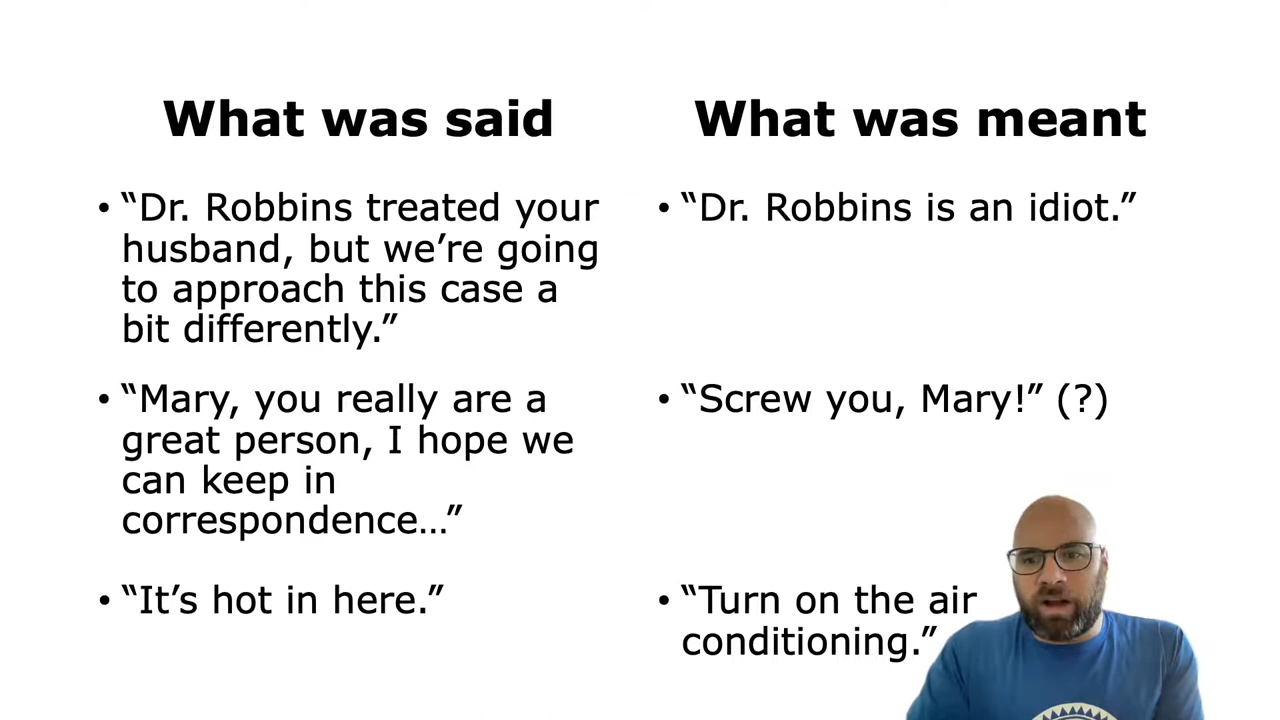 What was said
• “Dr. Robbins treated your
husband, but we’re going
to approach this case a
bit differently.”
• “Mary, you really are a
great person, I hope we
can keep in
correspondence…”
• “It’s hot in here.”
What was meant
• “Dr. Robbins is an idiot.”
• “Screw you, Mary!” (?)
• “Turn on the air
conditioning.”